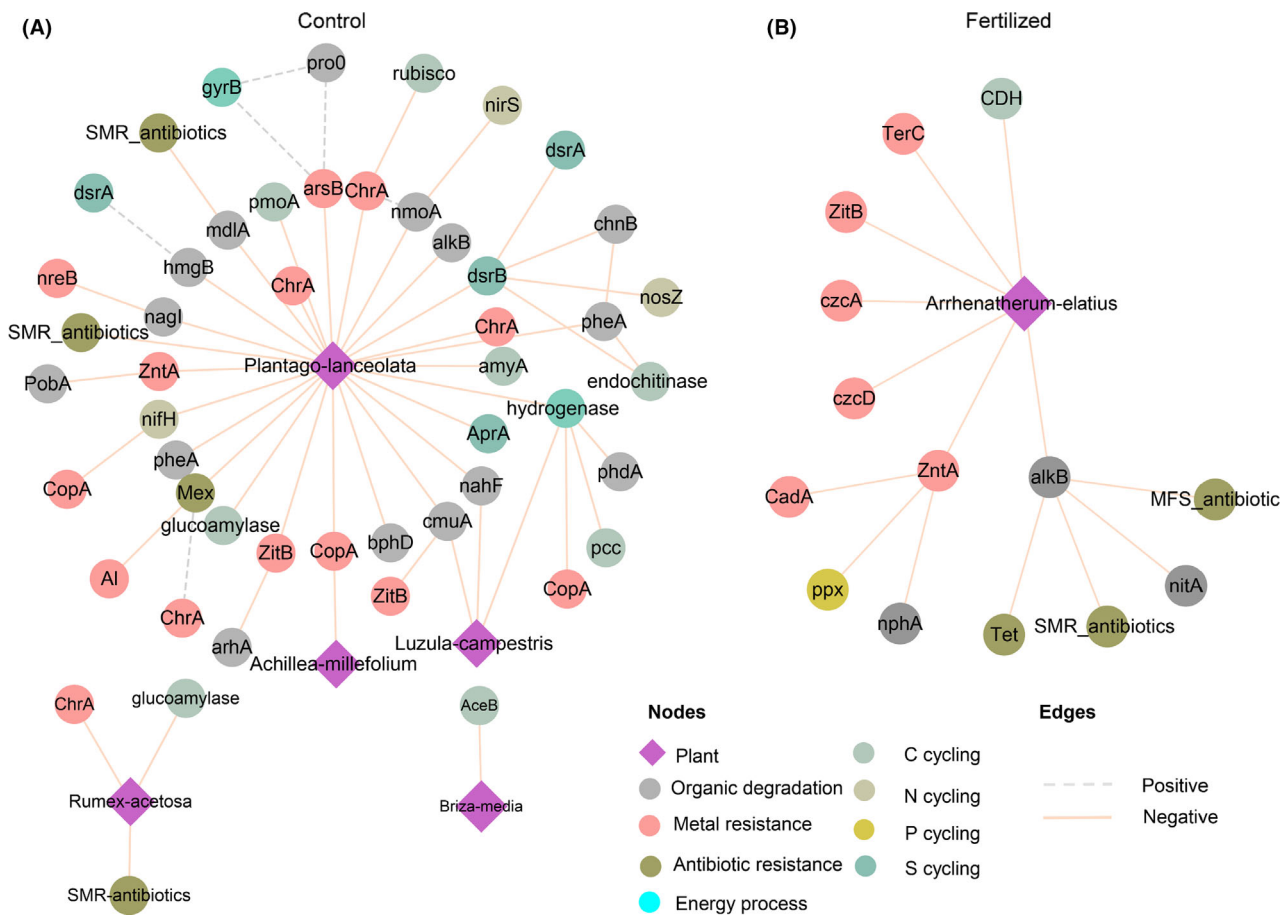 (A)
Control
(B)
Fertilized
pro0
gyrB
rubisco
nirS
SMR_antibiotics
dsrA
dsrA
pmoA
arsB
ChrA
nmoA
mdlA
alkB
chnB
hmgB
dsrB
nreB
ChrA
nosZ
nagI
SMR_antibiotics
ChrA
pheA
Plantago-lanceolata
amyA
endochitinase
PobA
ZntA
hydrogenase
nifH
AprA
pheA
CopA
phdA
Mex
nahF
glucoamylase
cmuA
bphD
ZitB
CopA
pcc
AI
ZitB
CopA
ChrA
arhA
Achillea-millefolium
Luzula-campestris
ChrA
glucoamylase
AceB
Rumex-acetosa
Briza-media
SMR-antibiotics
CDH
TerC
ZitB
czcA
Arrhenatherum-elatius
czcD
ZntA
alkB
CadA
MFS_antibiotic
ppx
nitA
nphA
Tet
SMR_antibiotics
Nodes
Plant
Organic degradation
Metal resistance
Antibiotic resistance
Energy process
C cycling
N cycling
P cycling
S cycling
Edges
Positive
Negative